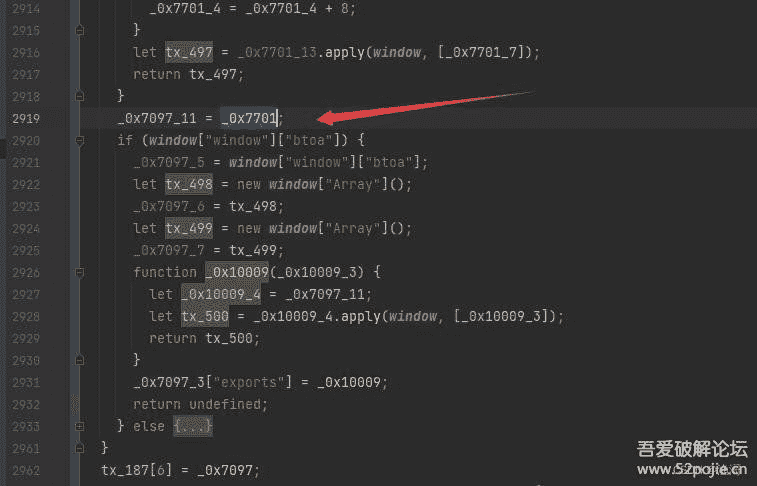 2914 _0x7701_4 = _0x7701_4 + 8;
2915 }
2916 let tx_497 = _0x7701_13.apply(window, [_0x7701_7]);
2917 return tx_497;
2918 }
2919 _0x7097_11 = _0x7701;
2920 if (window["window"]["btoa"]) {
2921 _0x7097_5 = window["window"]["btoa"];
2922 let tx_498 = new window["Array"]();
2923 _0x7097_6 = tx_498;
2924 let tx_499 = new window["Array"]();
2925 _0x7097_7 = tx_499;
2926 function _0x10009(_0x10009_3) {
2927 let _0x10009_4 = _0x7097_11;
2928 let tx_500 = _0x10009_4.apply(window, [_0x10009_3]);
2929 return tx_500;
2930 }
2931 _0x7097_3["exports"] = _0x10009;
2932 return undefined;
2933 } else {...}
2961 }
2962 tx_187[6] = _0x7097;
吾爱破解论坛
www.52pojie.cn